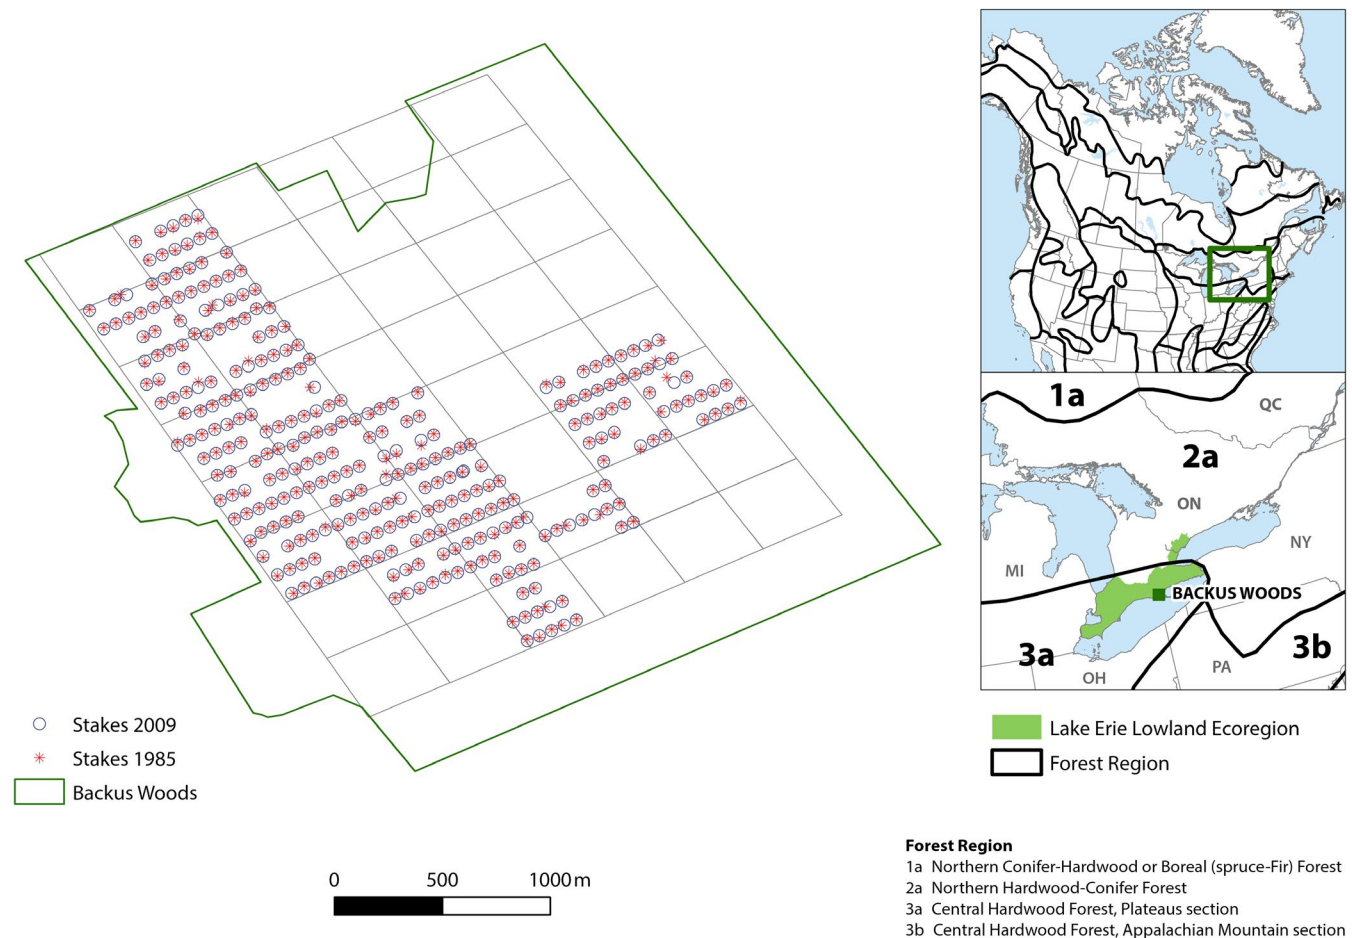 1a
QC
2a
ON
NY
MI
BACKUS WOODS
3a
3b
PA
OH
Stakes 2009
Stakes 1985
Backus Woods
Lake Erie Lowland Ecoregion
Forest Region
0 500 1000 m
Forest Region
1a Northern Conifer-Hardwood or Boreal (spruce-Fir) Forest
2a Northern Hardwood-Conifer Forest
3a Central Hardwood Forest, Plateaus section
3b Central Hardwood Forest, Appalachian Mountain section